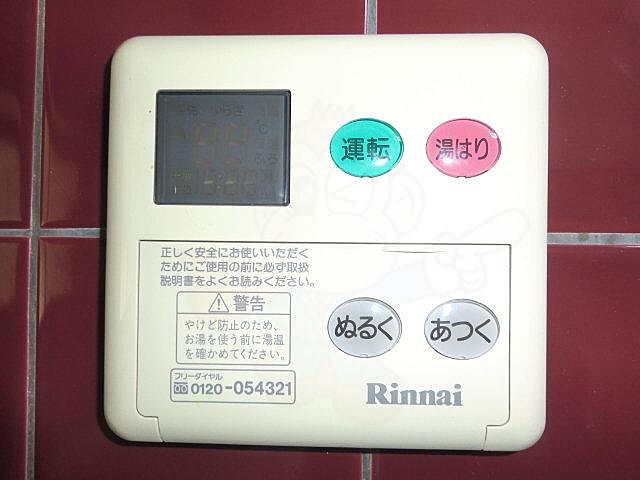 運転
湯はり
正しく安全にお使いいただく
ためにご使用の前に必ず取扱
説明書をよくお読みください。
警告
やけど防止のため、
お湯を使う前に湯温
を確かめてください。
フリーダイヤル
0120-054321
ぬるく
あつく
Rinnai